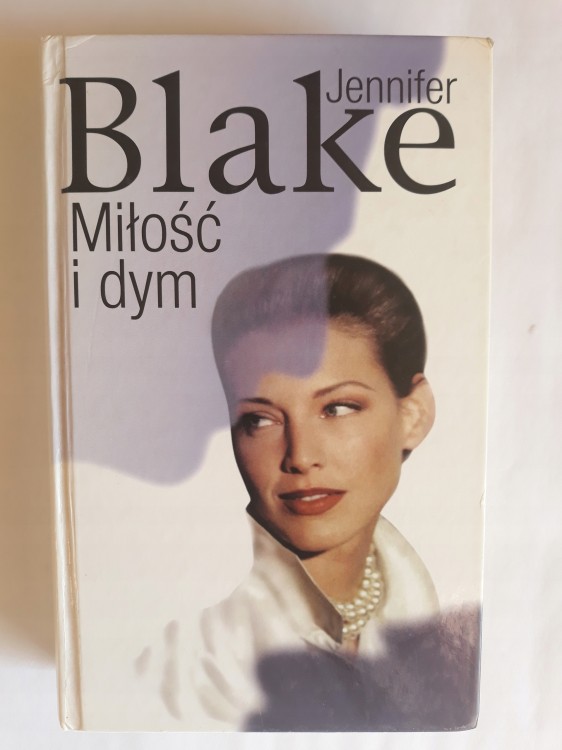 Jennifer
Blake
Miłość
i dym